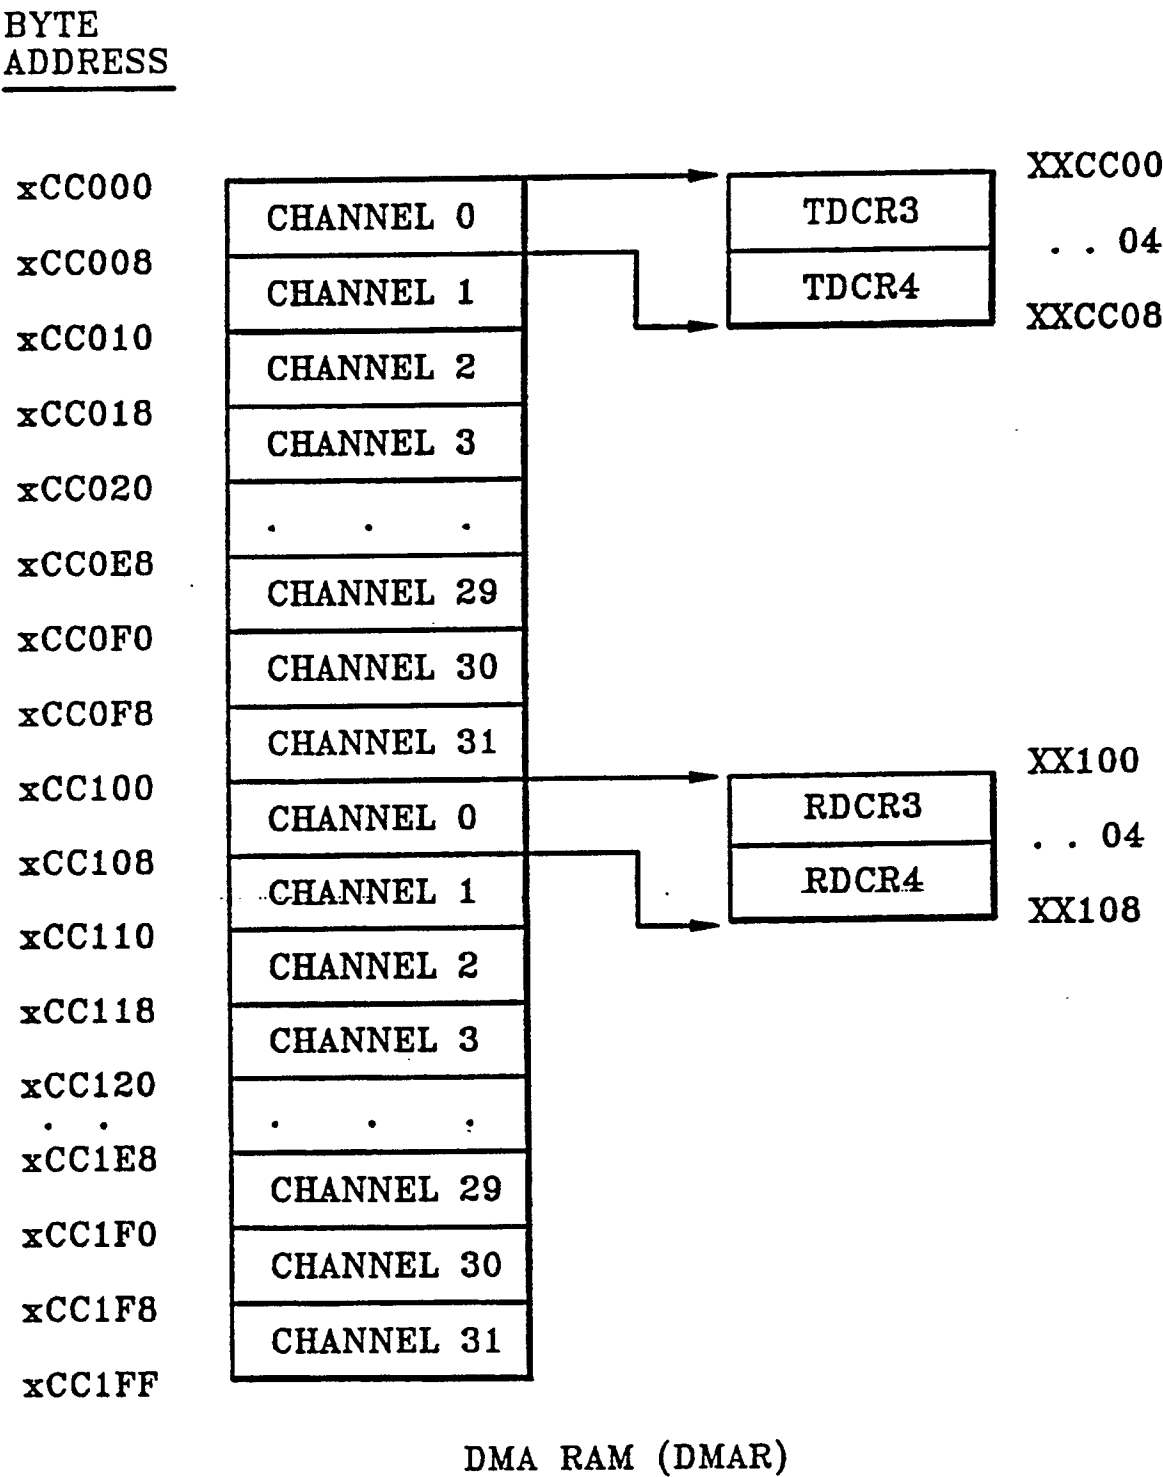 BYTE
ADDRESS
xCC000
CHANNEL 0
xCC008
CHANNEL 1
xCC010
CHANNEL 2
xCC018
CHANNEL 3
xCC020
. . .
xCC0E8
CHANNEL 29
xCC0F0
CHANNEL 30
xCC0F8
CHANNEL 31
xCC100
CHANNEL 0
xCC108
CHANNEL 1
xCC110
CHANNEL 2
xCC118
CHANNEL 3
xCC120
. .
. . .
xCC1E8
CHANNEL 29
xCC1F0
CHANNEL 30
xCC1F8
CHANNEL 31
xCC1FF
XXCC00
TDCR3
. . 04
TDCR4
XXCC08
XX100
RDCR3
. . 04
RDCR4
XX108
DMA RAM (DMAR)